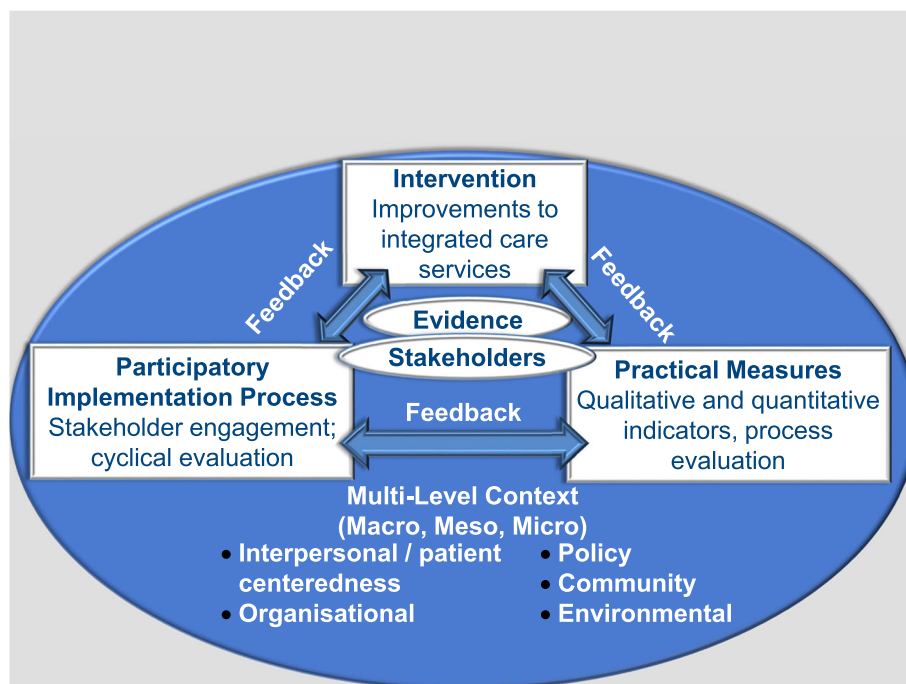 Intervention
Improvements to
integrated care
services
Feedback
Feedback
Evidence
Stakeholders
Participatory
Implementation Process
Stakeholder engagement;
cyclical evaluation
Feedback
Practical Measures
Qualitative and quantitative
indicators, process
evaluation
Multi-Level Context
(Macro, Meso, Micro)
• Interpersonal / patient
centeredness
• Organisational
• Policy
• Community
• Environmental